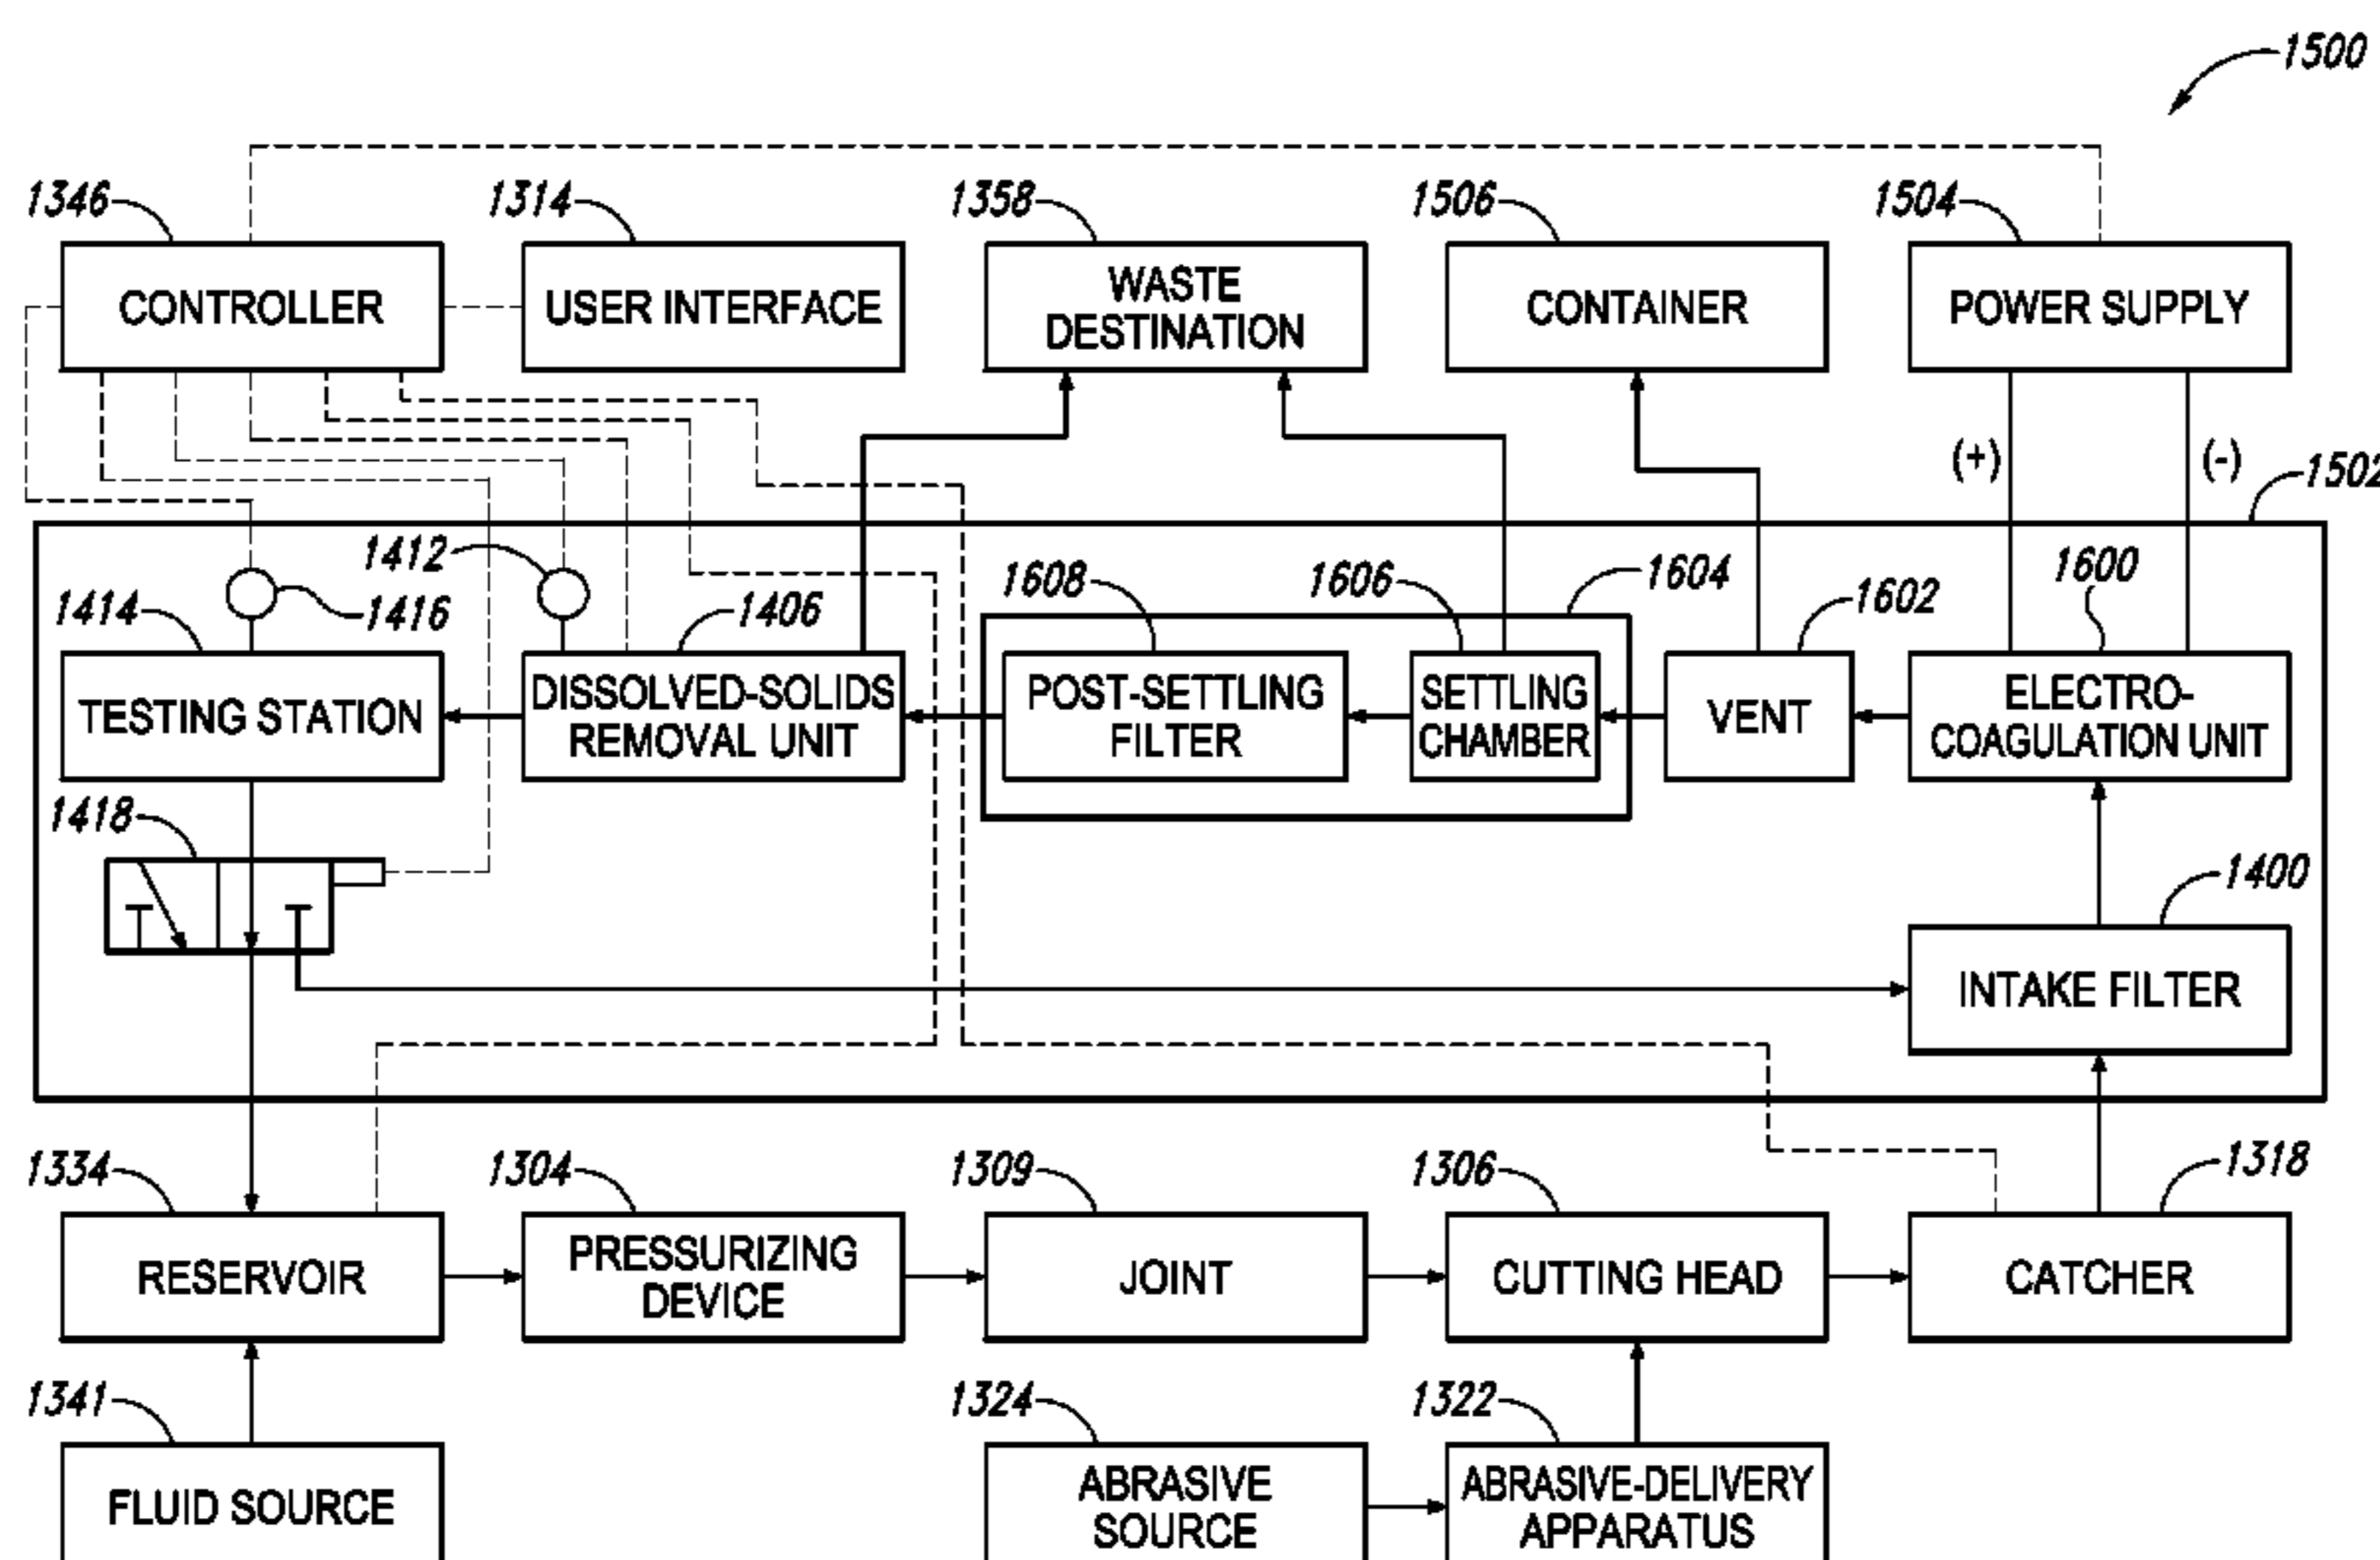 1500
1346
1314
1358
1506
1504
CONTROLLER
USER INTERFACE
WASTE
DESTINATION
CONTAINER
POWER SUPPLY
(+)
(-)
1502
1412
1416
1414
1406
1608
1606
1604
1602
1600
TESTING STATION
DISSOLVED-SOLIDS
REMOVAL UNIT
POST-SETTLING
FILTER
SETTLING
CHAMBER
VENT
ELECTRO-
COAGULATION UNIT
1418
1400
INTAKE FILTER
1334
1304
1309
1306
1318
RESERVOIR
PRESSURIZING
DEVICE
JOINT
CUTTING HEAD
CATCHER
1341
1324
1322
FLUID SOURCE
ABRASIVE
SOURCE
ABRASIVE-DELIVERY
APPARATUS